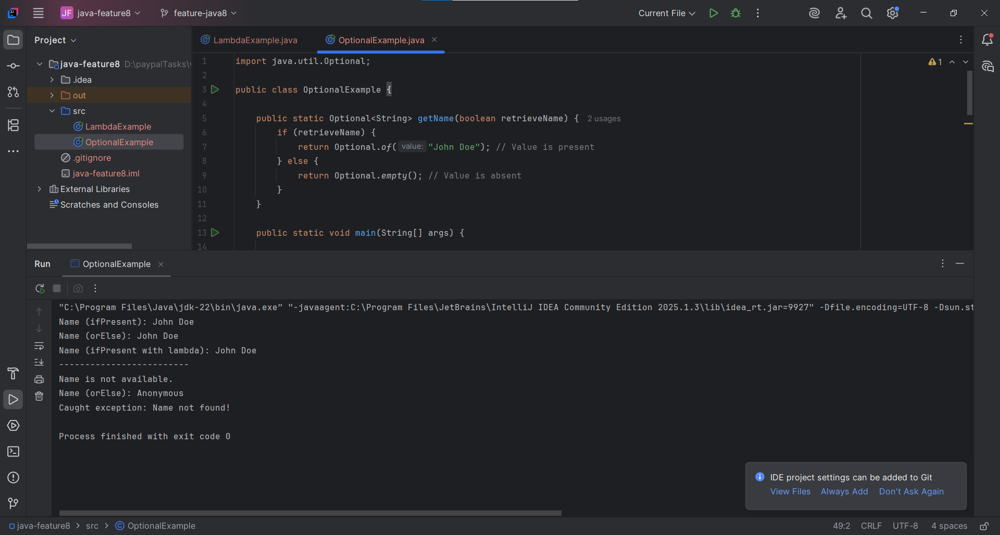 JF java-feature8 feature-java8 Current File
Project
LambdaExample.java OptionalExample.java
java-feature8 D:\paypalTasks\
.idea
out
src
LambdaExample
OptionalExample
.gitignore
java-feature8.iml
External Libraries
Scratches and Consoles
1 import java.util.Optional;
2
3 public class OptionalExample {
4
5 public static Optional<String> getName(boolean retrieveName) { 2 usages
6 if (retrieveName) {
7 return Optional.of( value: "John Doe"); // Value is present
8 } else {
9 return Optional.empty(); // Value is absent
10 }
11 }
12
13 public static void main(String[] args) {
14
1
Run OptionalExample
"C:\Program Files\Java\jdk-22\bin\java.exe" "-javaagent:C:\Program Files\JetBrains\IntelliJ IDEA Community Edition 2025.1.3\lib\idea_rt.jar=9927" -Dfile.encoding=UTF-8 -Dsun.st
Name (ifPresent): John Doe
Name (orElse): John Doe
Name (ifPresent with lambda): John Doe
-------------------------
Name is not available.
Name (orElse): Anonymous
Caught exception: Name not found!
Process finished with exit code 0
IDE project settings can be added to Git
View Files Always Add Don't Ask Again
java-feature8 > src > OptionalExample
49:2 CRLF UTF-8 4 spaces